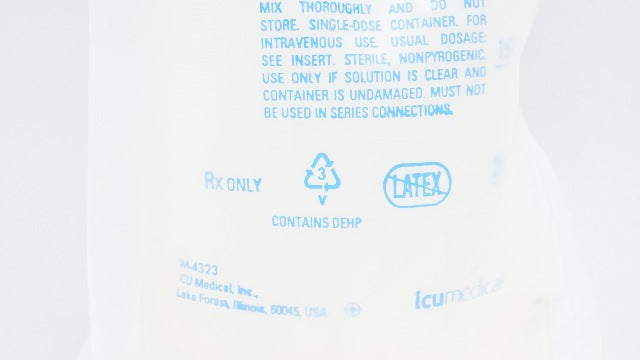 MIX THOROUGHLY AND DO NOT
STORE. SINGLE-DOSE CONTAINER. FOR
INTRAVENOUS USE. USUAL DOSAGE:
SEE INSERT. STERILE, NONPYROGENIC.
USE ONLY IF SOLUTION IS CLEAR AND
CONTAINER IS UNDAMAGED. MUST NOT
BE USED IN SERIES CONNECTIONS.
Rx ONLY
3
V
LATEX
CONTAINS DEHP
IM-4323
ICU Medical, Inc.,
Lake Forest, Illinois, 60045, USA
icumedical